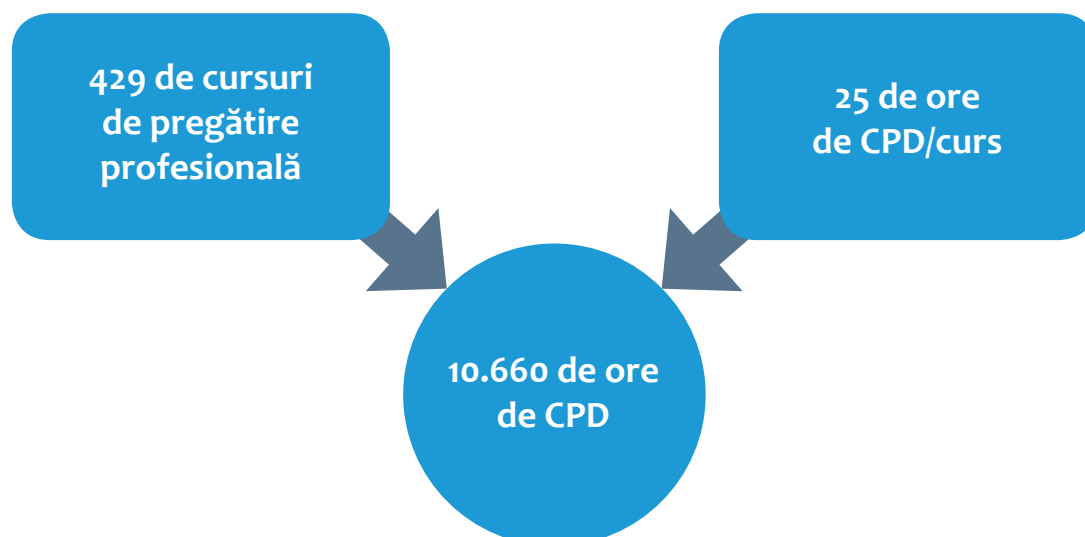 429 de cursuri
de pregătire
profesională
25 de ore
de CPD/curs
10.660 de ore
de CPD